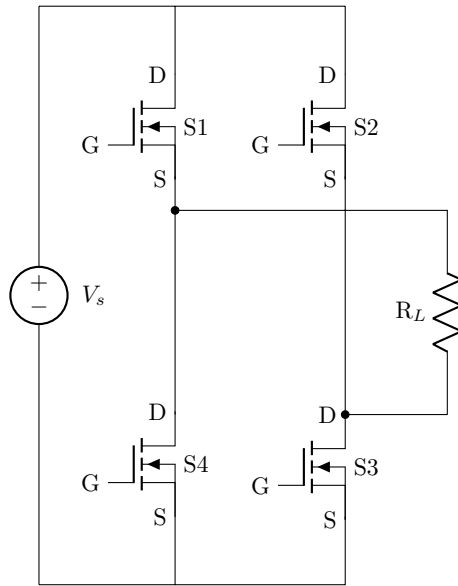 D D
G S1 G S2
S S
+
− V_s
R_L
D D
G S4 G S3
S S